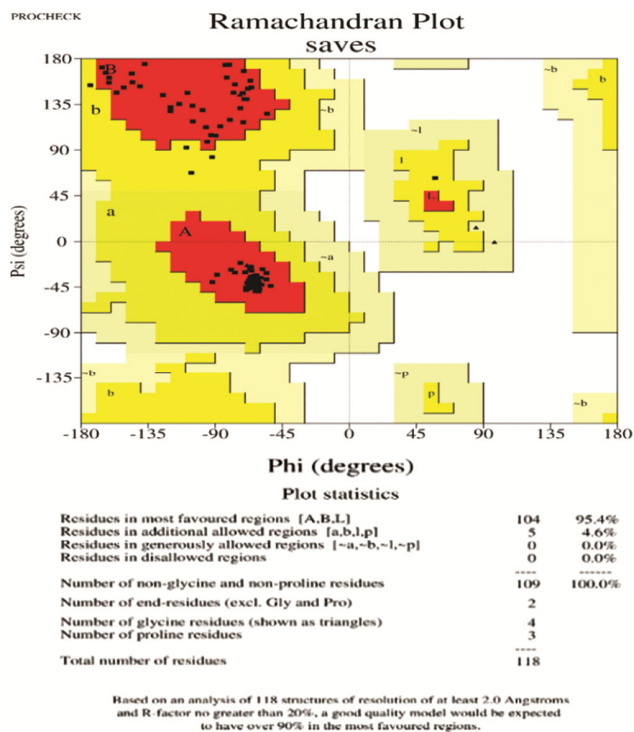 PROCHECK
Ramachandran Plot
saves
180
135
90
45
0
-45
-90
-135
Psi (degrees)
B
b
~b
~b
b
~l
l
L
a
A
~a
~b
b
~p
p
~b
-180
-135
-90
-45
0
45
90
135
180
Phi (degrees)
Plot statistics
Residues in most favoured regions [A,B,L] 104 95.4%
Residues in additional allowed regions [a,b,l,p] 5 4.6%
Residues in generously allowed regions [~a,~b,~l,~p] 0 0.0%
Residues in disallowed regions 0 0.0%
---- ------
Number of non-glycine and non-proline residues 109 100.0%
Number of end-residues (excl. Gly and Pro) 2
Number of glycine residues (shown as triangles) 4
Number of proline residues 3
----
Total number of residues 118
Based on an analysis of 118 structures of resolution of at least 2.0 Angstroms
and R-factor no greater than 20%, a good quality model would be expected
to have over 90% in the most favoured regions.